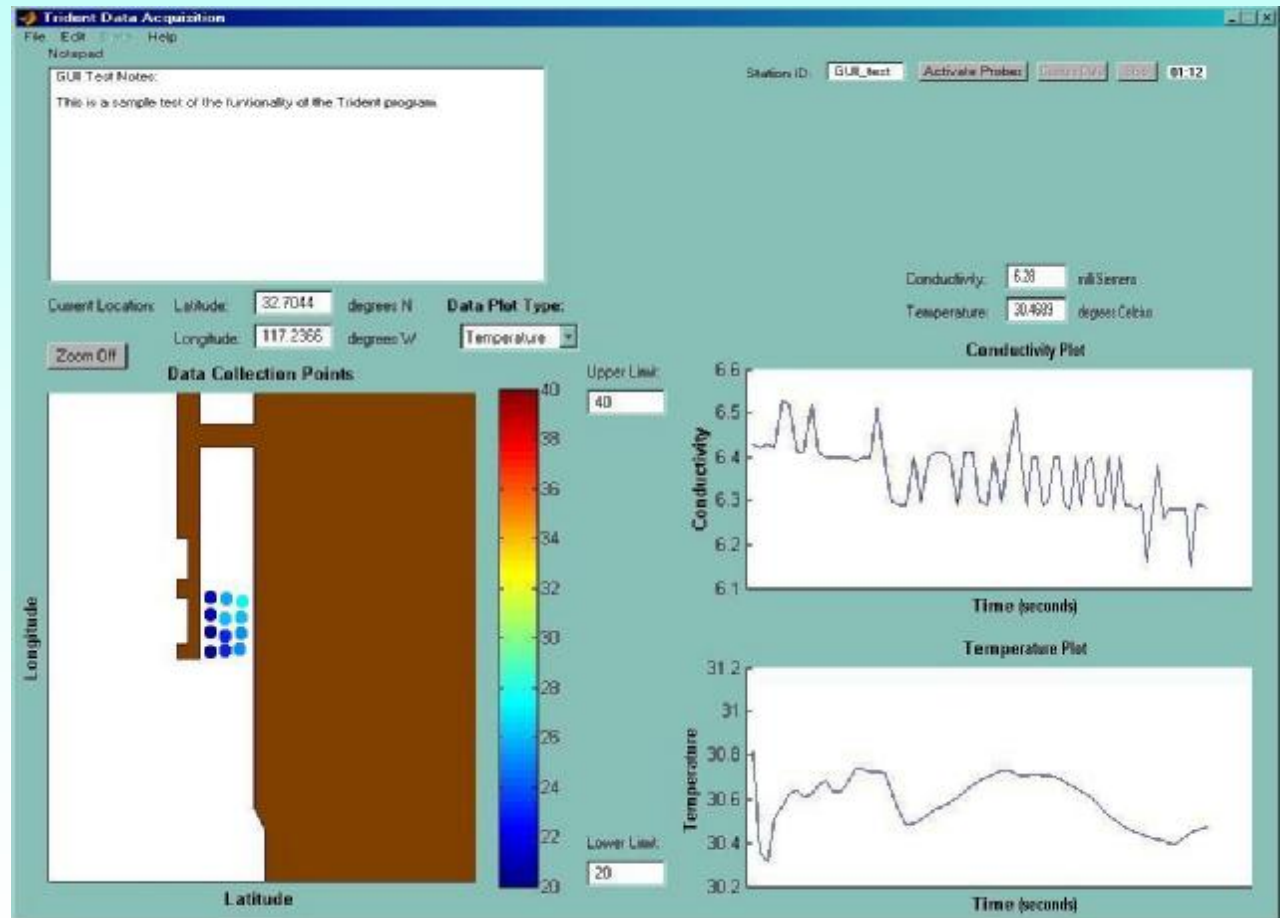 Trident Data Acquisition
File Edit Help
Notepad
GUI Test Notes:
This is a sample test of the funtionality of the Trident program.
Station ID: GUI_test Activate Probes Stop 01:12
Conductivity: 6.28 milliSiemens
Temperature: 30.4689 degrees Celcius
Current Location: Latitude: 32.7044 degrees N
Longitude: 117.2366 degrees W
Data Plot Type:
Temperature
Zoom Off
Data Collection Points
Longitude
Latitude
40
38
36
34
32
30
28
26
24
22
20
Upper Limit:
40
Lower Limit:
20
Conductivity Plot
Conductivity
6.6
6.5
6.4
6.3
6.2
6.1
Time (seconds)
Temperature Plot
Temperature
31.2
31
30.8
30.6
30.4
30.2
Time (seconds)